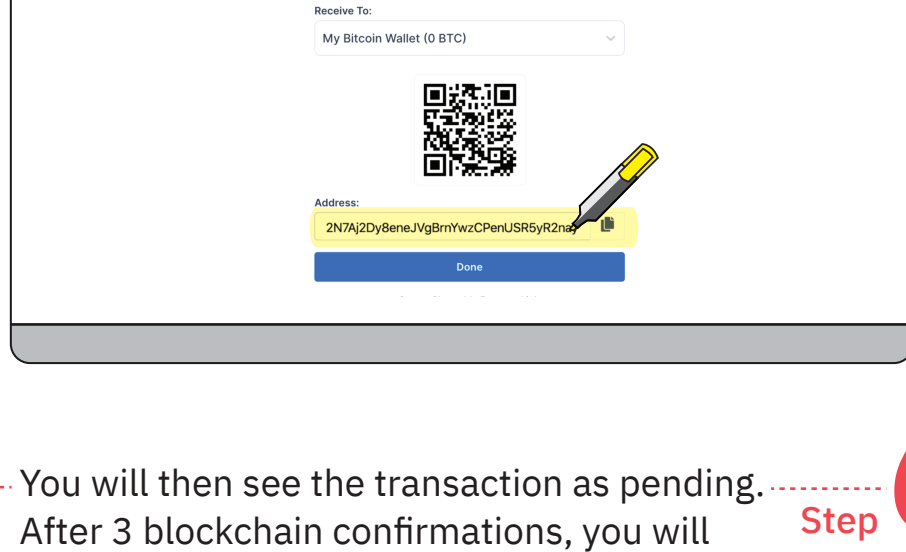 Receive To:
My Bitcoin Wallet (0 BTC)
Address:
Done
You will then see the transaction as pending.
After 3 blockchain confirmations, you will
Step